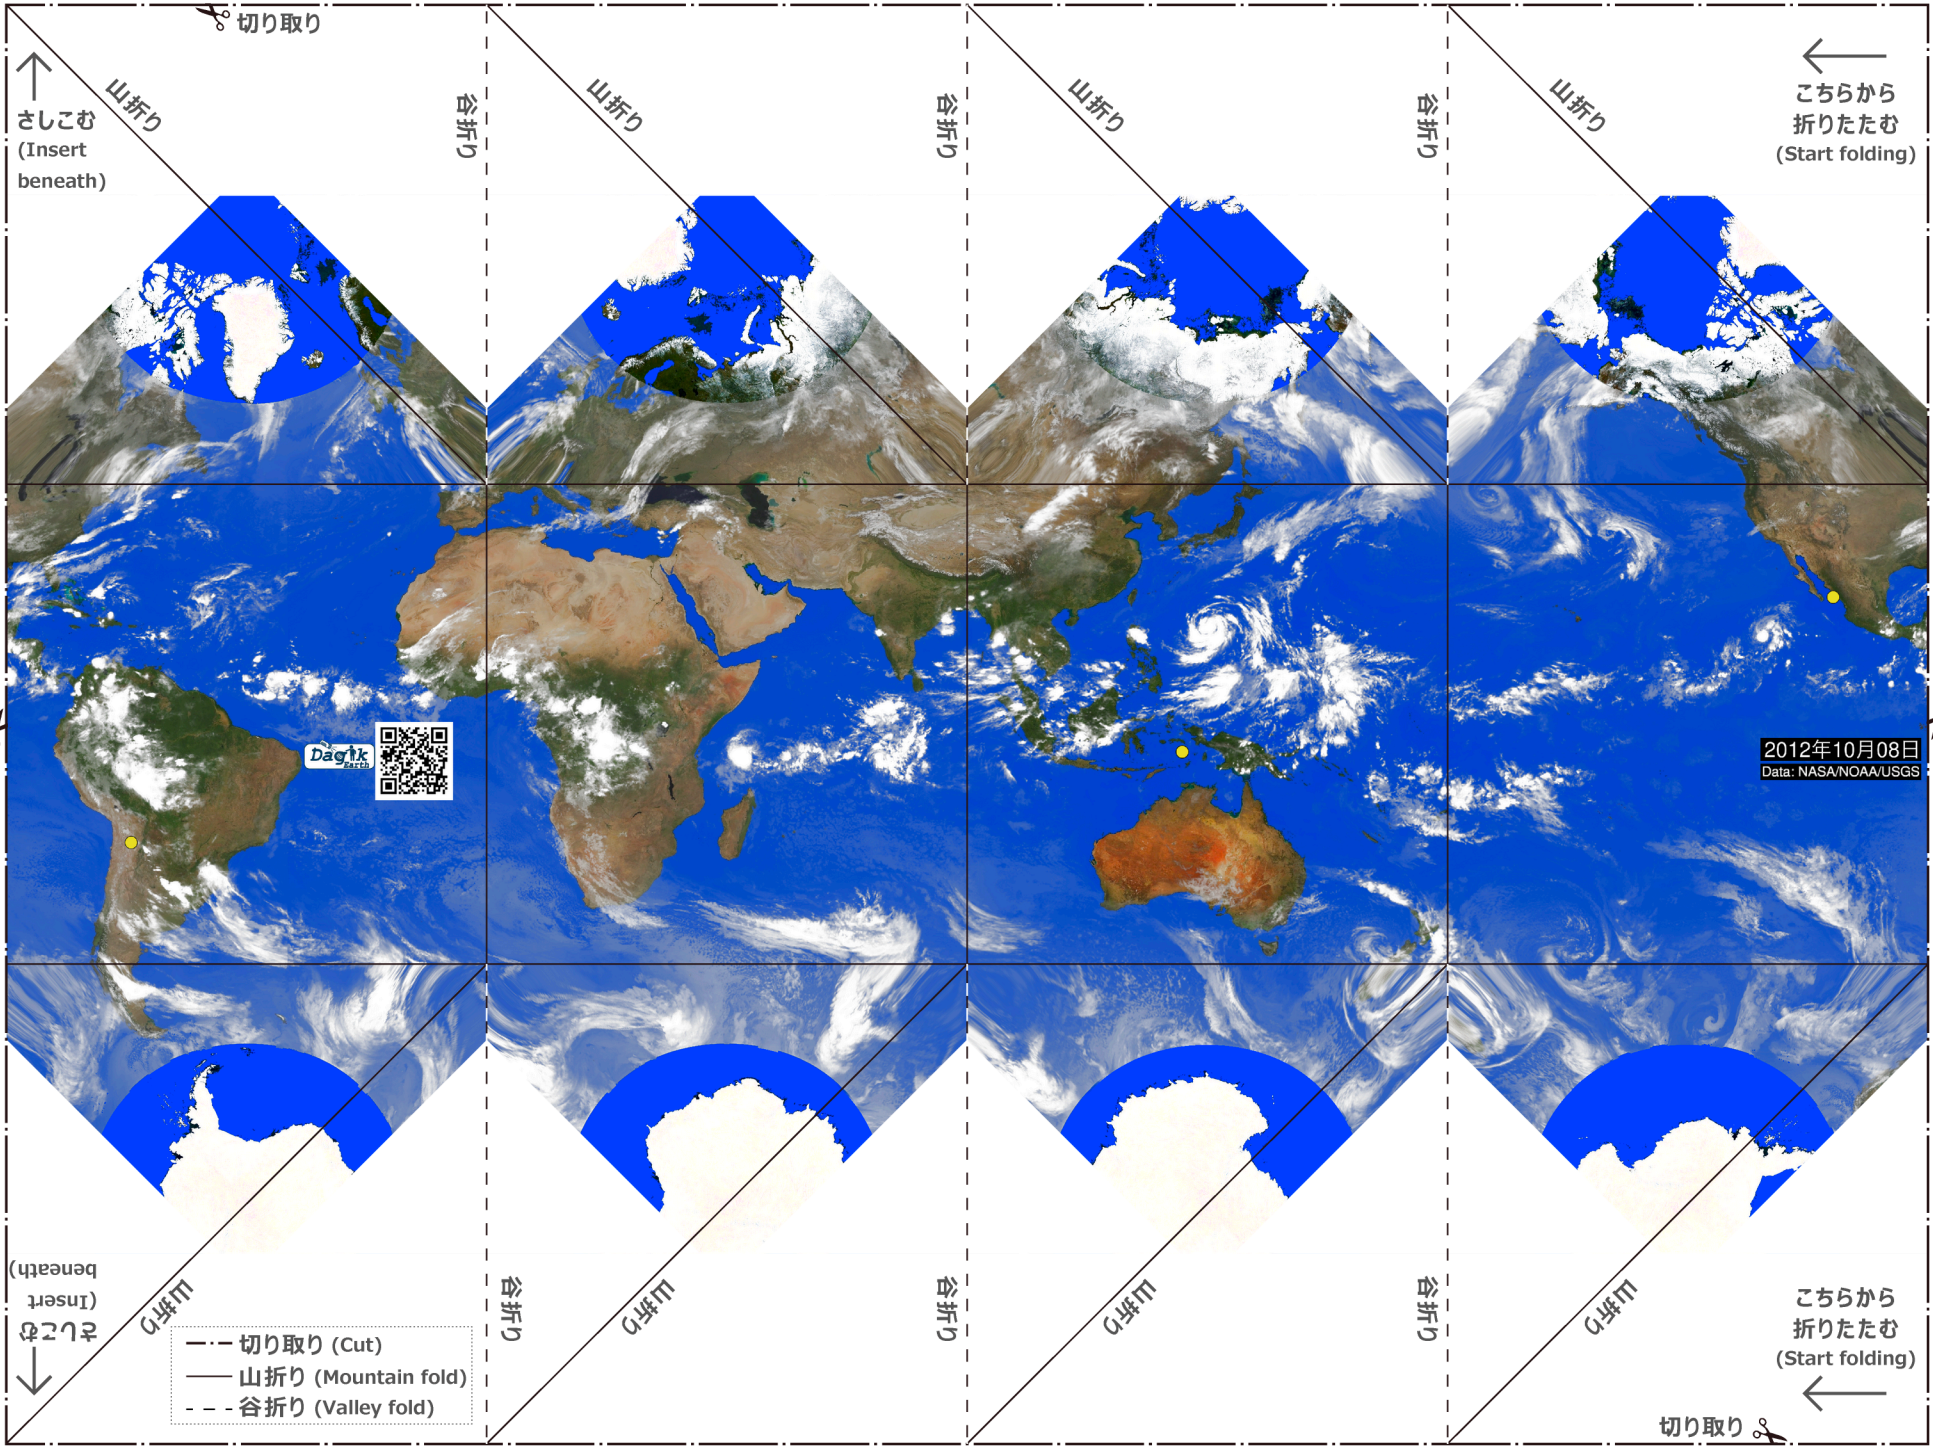 切り取り
山折り
谷折り
山折り
谷折り
山折り
谷折り
山折り
さしこむ
(Insert
beneath)
こちらから
折りたたむ
(Start folding)
Dagik
Earth
2012年10月08日
Data: NASA/NOAA/USGS
さしこむ
(Insert
beneath)
山折り
谷折り
山折り
谷折り
山折り
谷折り
山折り
こちらから
折りたたむ
(Start folding)
切り取り (Cut)
山折り (Mountain fold)
谷折り (Valley fold)
切り取り